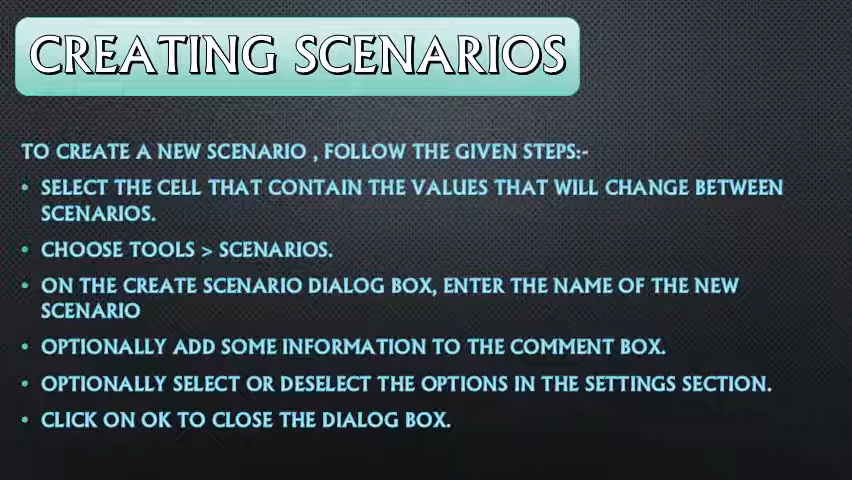 CREATING SCENARIOS
TO CREATE A NEW SCENARIO , FOLLOW THE GIVEN STEPS:-
• SELECT THE CELL THAT CONTAIN THE VALUES THAT WILL CHANGE BETWEEN
SCENARIOS.
• CHOOSE TOOLS > SCENARIOS.
• ON THE CREATE SCENARIO DIALOG BOX, ENTER THE NAME OF THE NEW
SCENARIO
• OPTIONALLY ADD SOME INFORMATION TO THE COMMENT BOX.
• OPTIONALLY SELECT OR DESELECT THE OPTIONS IN THE SETTINGS SECTION.
• CLICK ON OK TO CLOSE THE DIALOG BOX.